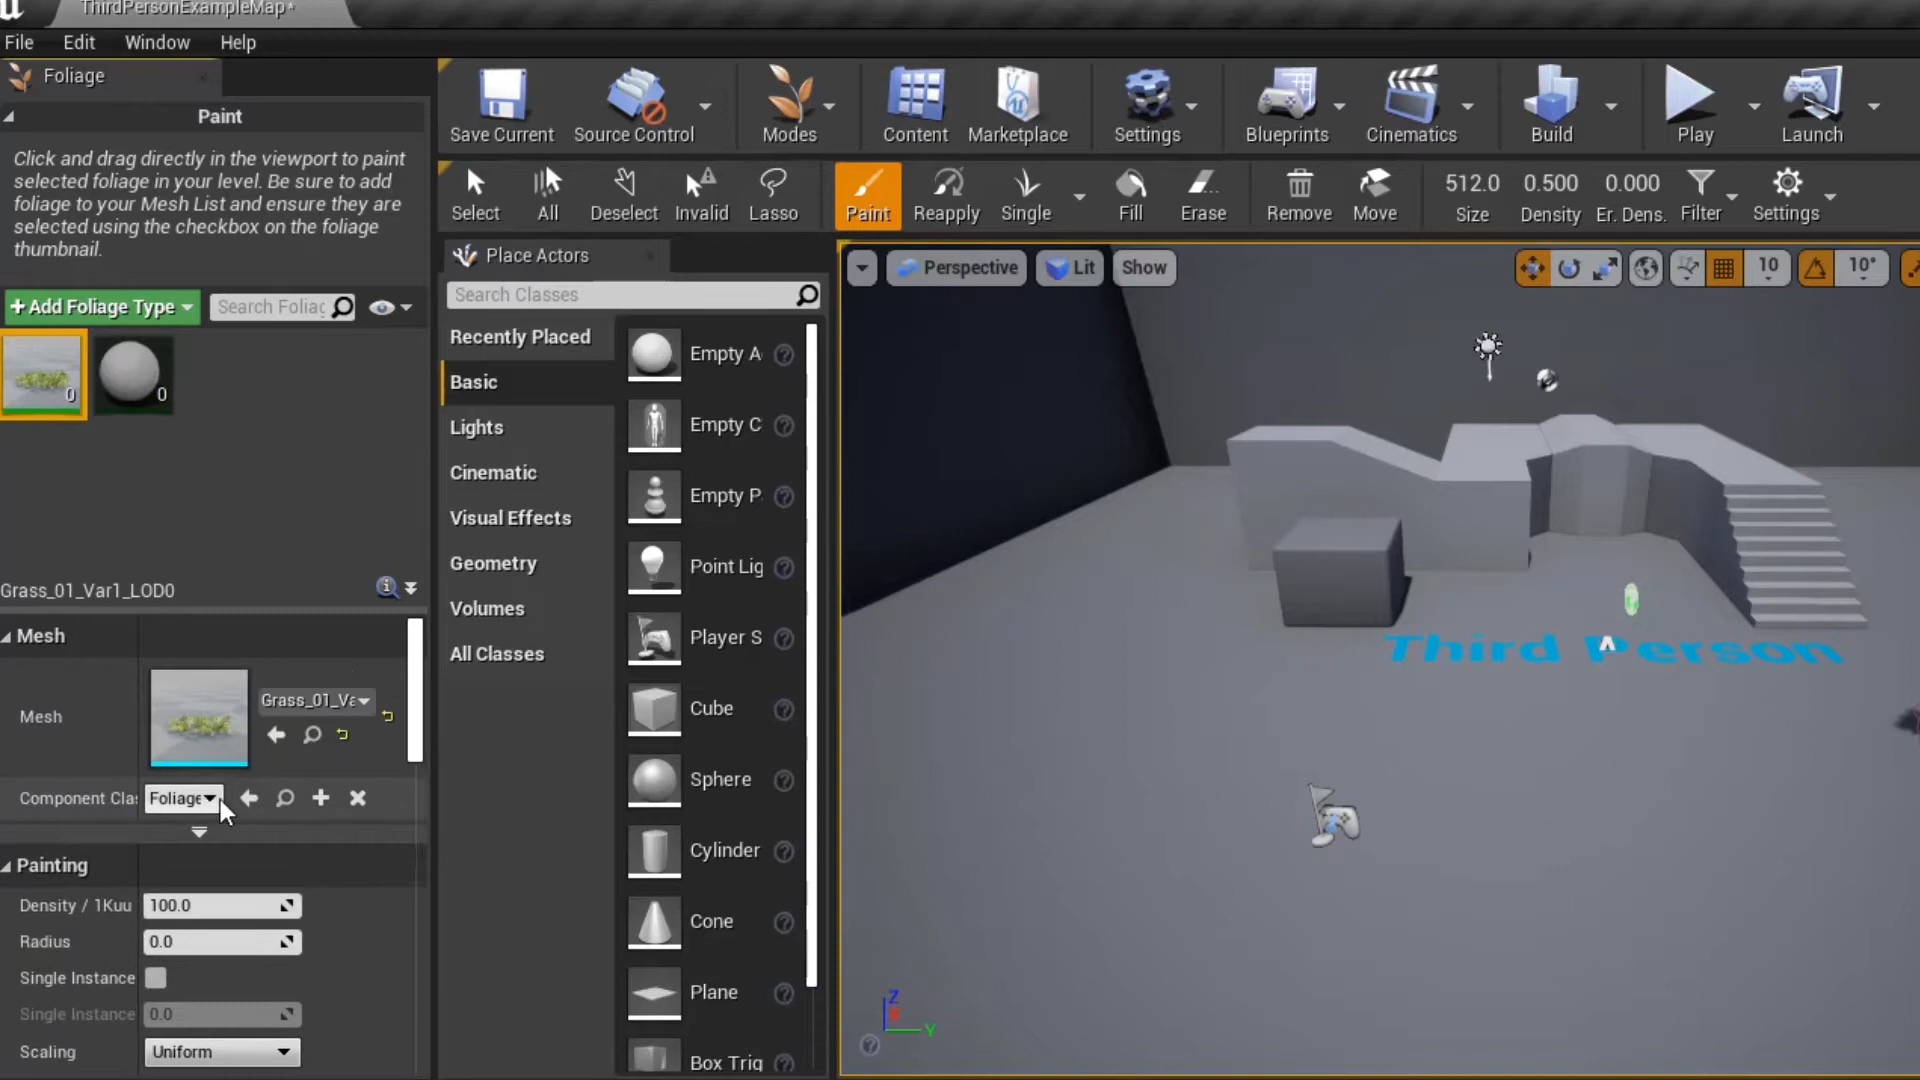 ThirdPersonExampleMap*
File Edit Window Help
Foliage
Paint
Click and drag directly in the viewport to paint
selected foliage in your level. Be sure to add
foliage to your Mesh List and ensure they are
selected using the checkbox on the foliage
thumbnail.
+ Add Foliage Type
Search Foliag
0
0
Grass_01_Var1_LOD0
Mesh
Mesh
Grass_01_Va
Component Clas
Foliage
Painting
Density / 1Kuu 100.0
Radius 0.0
Single Instance
Single Instance 0.0
Scaling Uniform
Save Current Source Control Modes Content Marketplace Settings Blueprints Cinematics Build Play Launch
Select All Deselect Invalid Lasso Paint Reapply Single Fill Erase Remove Move
512.0 0.500 0.000
Size Density Er. Dens. Filter Settings
Place Actors
Search Classes
Recently Placed
Basic
Lights
Cinematic
Visual Effects
Geometry
Volumes
All Classes
Empty A
Empty C
Empty P
Point Lig
Player S
Cube
Sphere
Cylinder
Cone
Plane
Box Trig
Perspective Lit Show
10 10°
Third Person
Z
X
Y